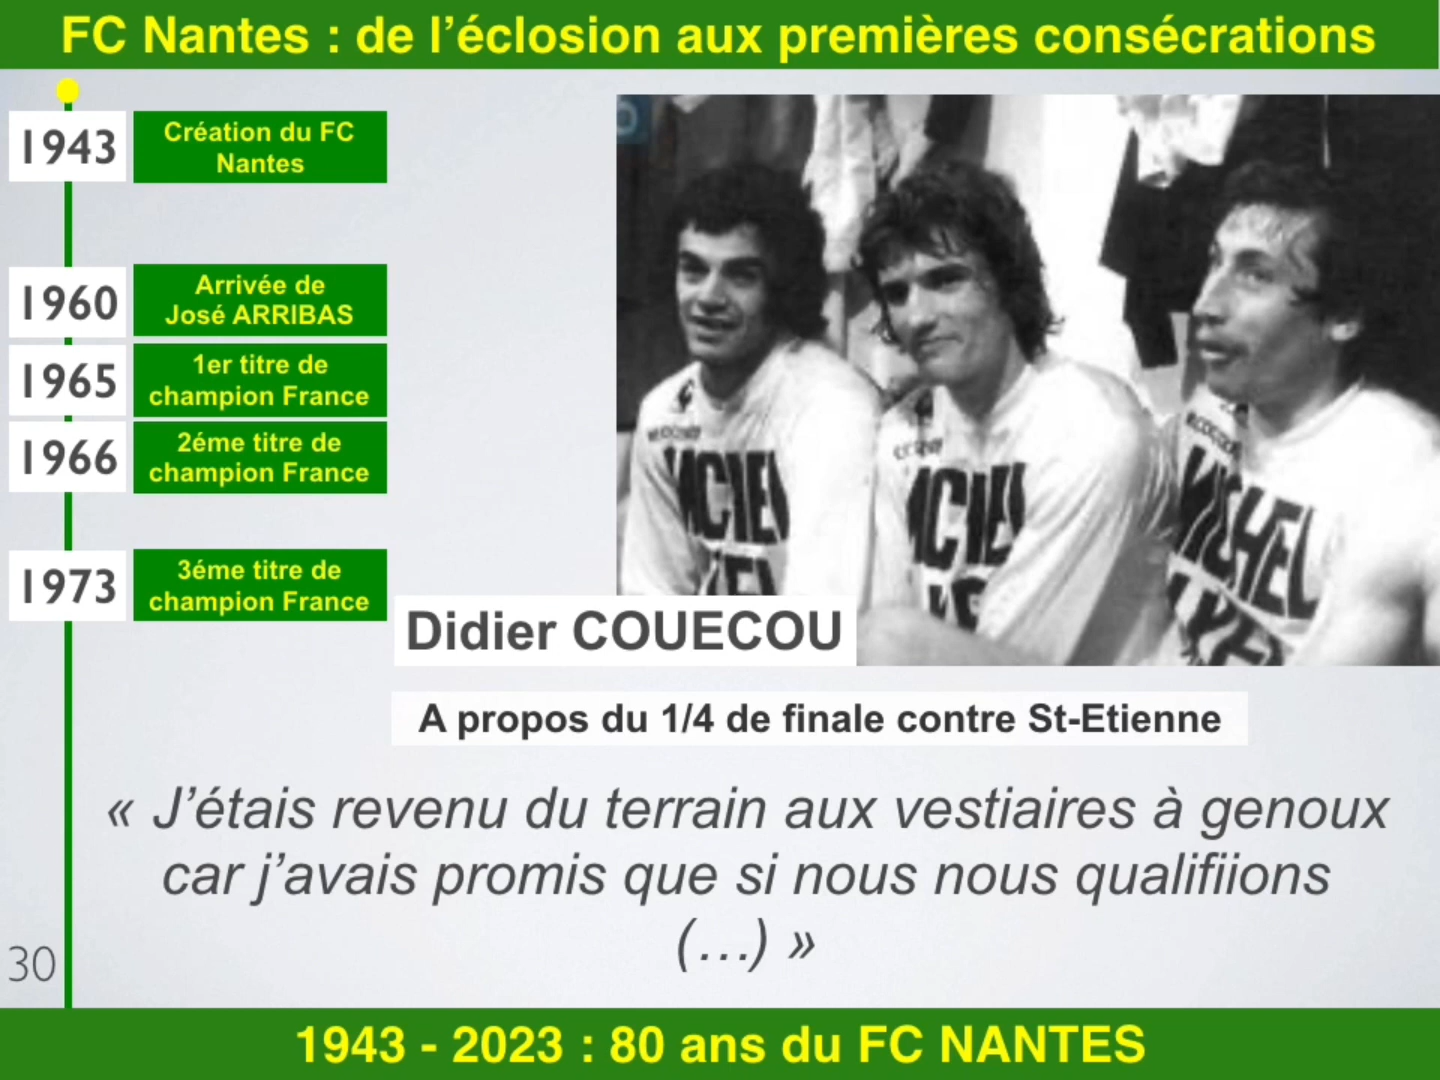 FC Nantes : de l’éclosion aux premières consécrations
1943
Création du FC
Nantes
1960
Arrivée de
José ARRIBAS
1965
1er titre de
champion France
1966
2éme titre de
champion France
1973
3éme titre de
champion France
MICHEL
Didier COUECOU
A propos du 1/4 de finale contre St-Etienne
« J’étais revenu du terrain aux vestiaires à genoux
car j’avais promis que si nous nous qualifiions
(…) »
30
1943 - 2023 : 80 ans du FC NANTES